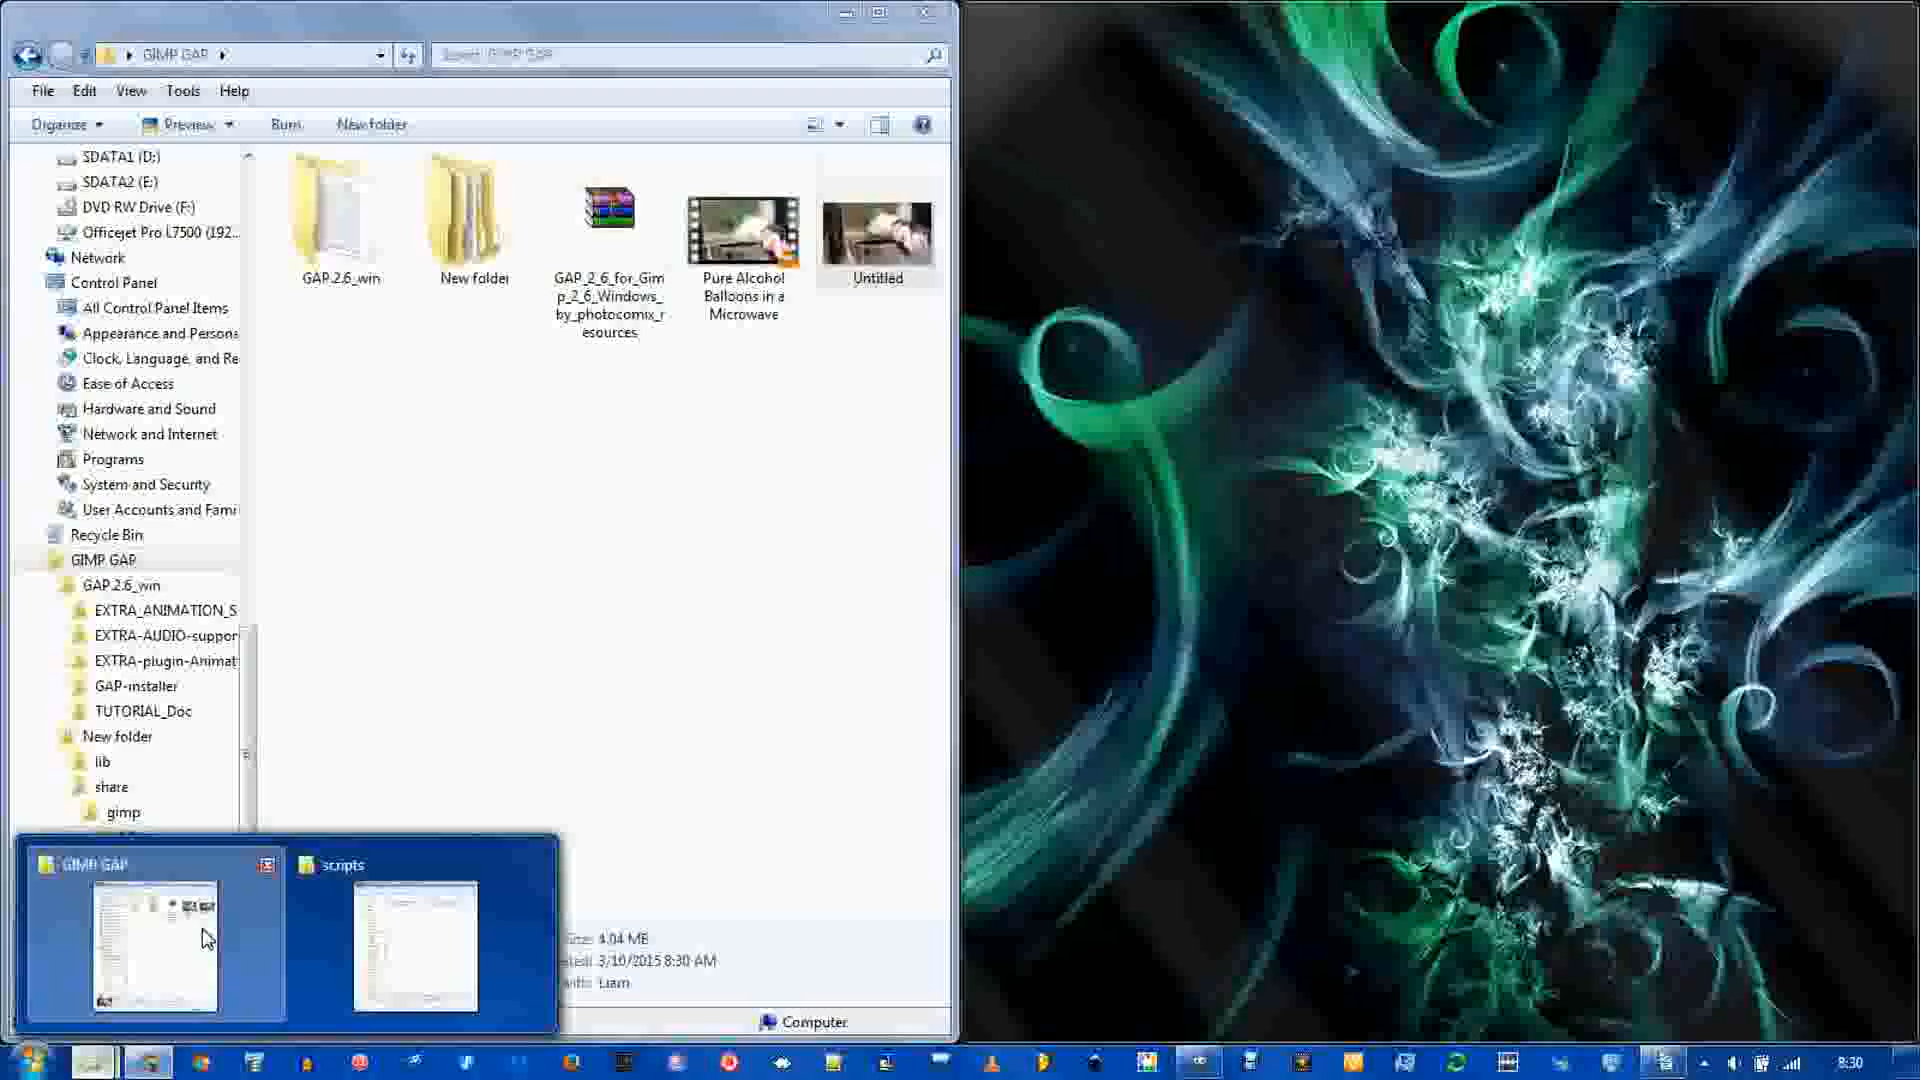 GIMP GAP
Search GIMP GAP
File Edit View Tools Help
Organize Preview Burn New folder
SDATA1 (D:)
SDATA2 (E:)
DVD RW Drive (F:)
Officejet Pro L7500 (192...
Network
Control Panel
All Control Panel Items
Appearance and Persona
Clock, Language, and Re
Ease of Access
Hardware and Sound
Network and Internet
Programs
System and Security
User Accounts and Fami
Recycle Bin
GIMP GAP
GAP.2.6_win
EXTRA_ANIMATION_S
EXTRA-AUDIO-suppor
EXTRA-plugin-Animat
GAP-installer
TUTORIAL_Doc
New folder
lib
share
gimp
GAP.2.6_win
New folder
GAP_2_6_for_Gim
p_2_6_Windows_
by_photocomix_r
esources
Pure Alcohol
Balloons in a
Microwave
Untitled
GIMP GAP
scripts
4.04 MB
3/10/2015 8:30 AM
with: Liam
Computer
8:30